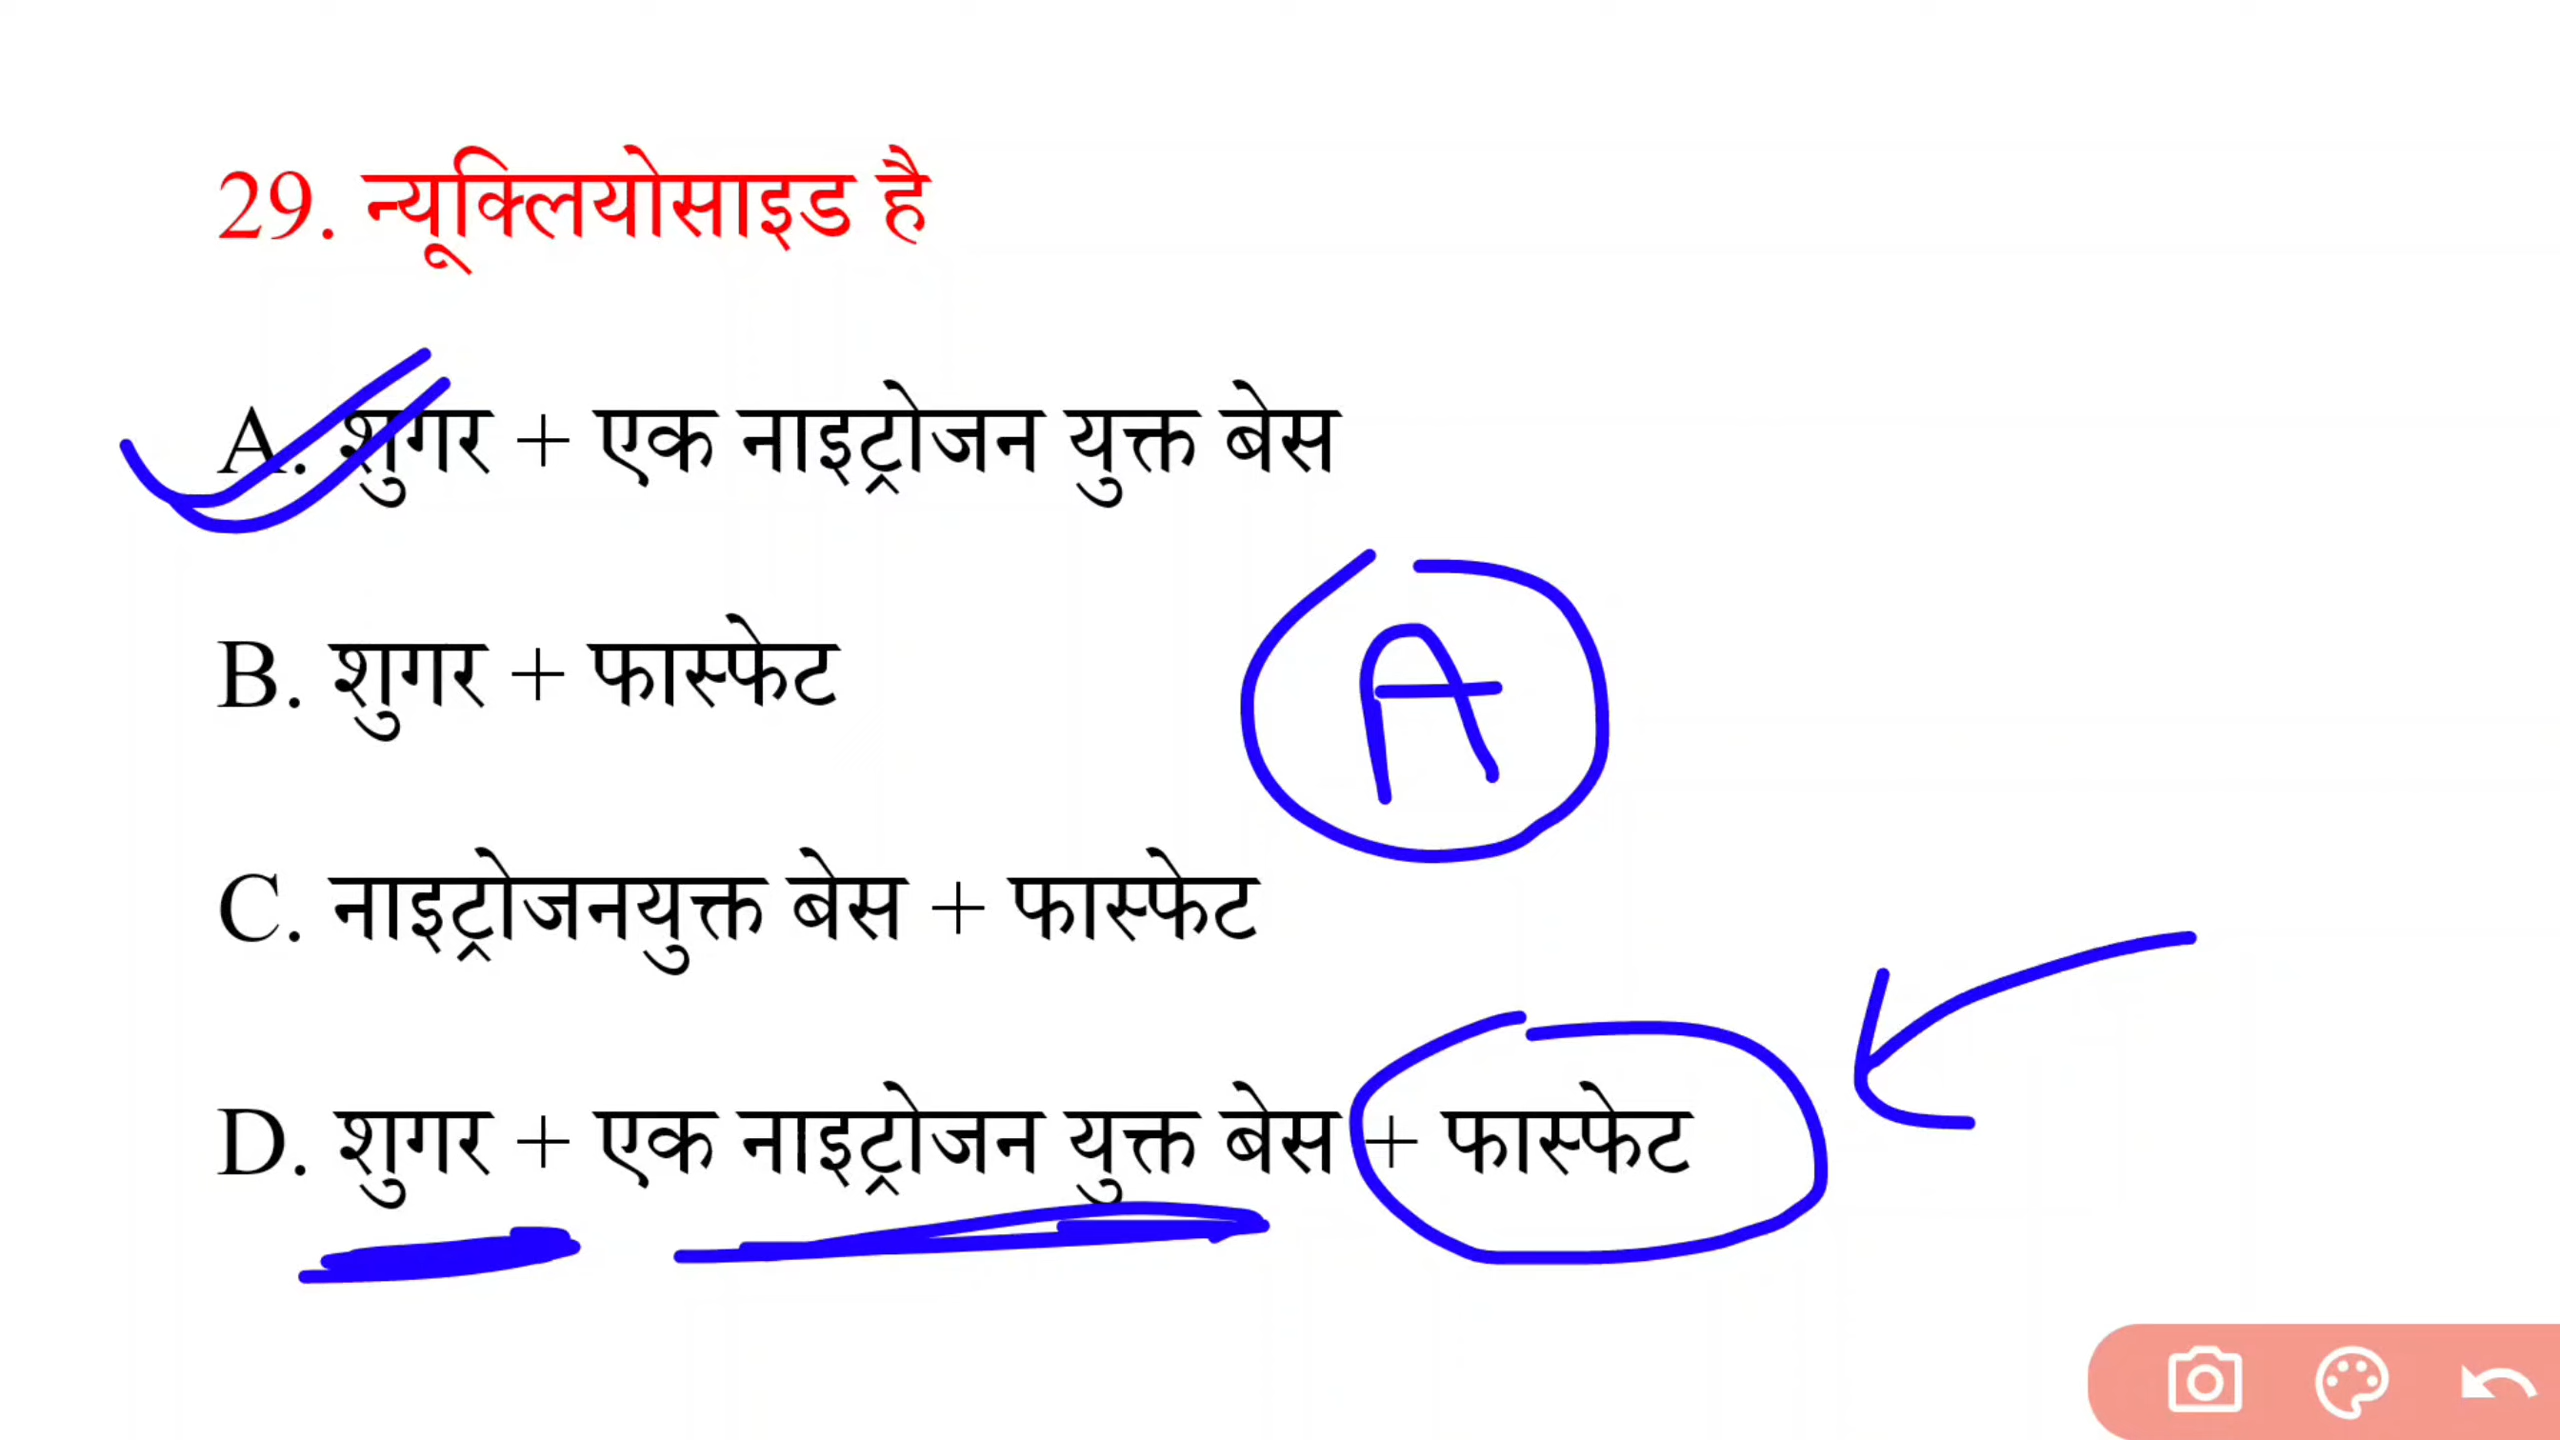 29. न्यूक्लियोसाइड है
A. शुगर + एक नाइट्रोजन युक्त बेस
B. शुगर + फास्फेट
A
C. नाइट्रोजनयुक्त बेस + फास्फेट
D. शुगर + एक नाइट्रोजन युक्त बेस + फास्फेट